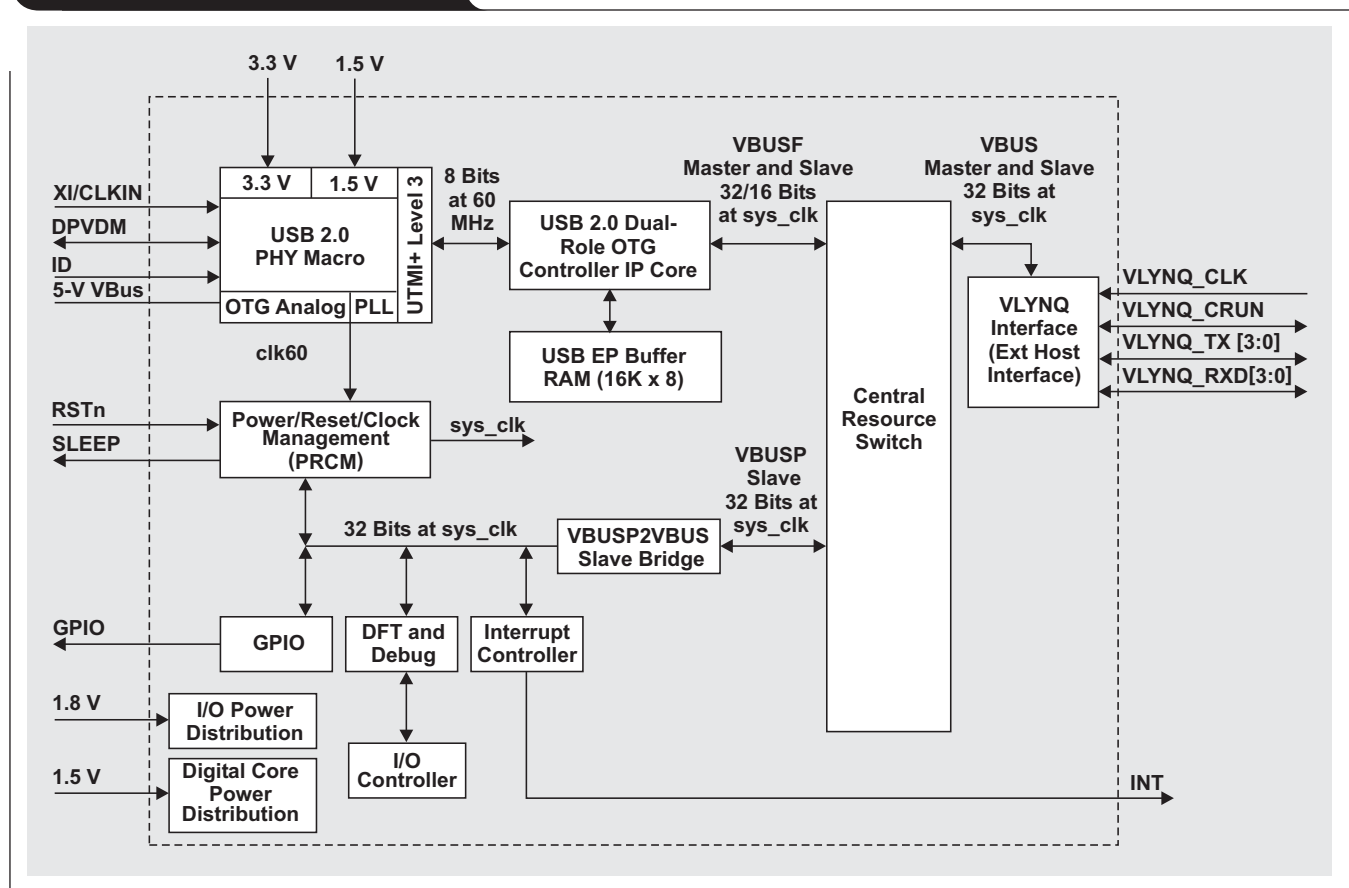 3.3 V
1.5 V
XI/CLKIN
DPVDM
ID
5-V VBus
3.3 V
1.5 V
USB 2.0
PHY Macro
OTG Analog
PLL
UTMI+ Level 3
8 Bits
at 60
MHz
USB 2.0 Dual-
Role OTG
Controller IP Core
USB EP Buffer
RAM (16K x 8)
VBUSF
Master and Slave
32/16 Bits
at sys_clk
VBUS
Master and Slave
32 Bits at
sys_clk
Central
Resource
Switch
VLYNQ
Interface
(Ext Host
Interface)
VLYNQ_CLK
VLYNQ_CRUN
VLYNQ_TX [3:0]
VLYNQ_RXD[3:0]
clk60
RSTn
SLEEP
Power/Reset/Clock
Management
(PRCM)
sys_clk
32 Bits at sys_clk
VBUSP2VBUS
Slave Bridge
VBUSP
Slave
32 Bits at
sys_clk
GPIO
GPIO
DFT and
Debug
Interrupt
Controller
1.8 V
I/O Power
Distribution
I/O
Controller
1.5 V
Digital Core
Power
Distribution
INT